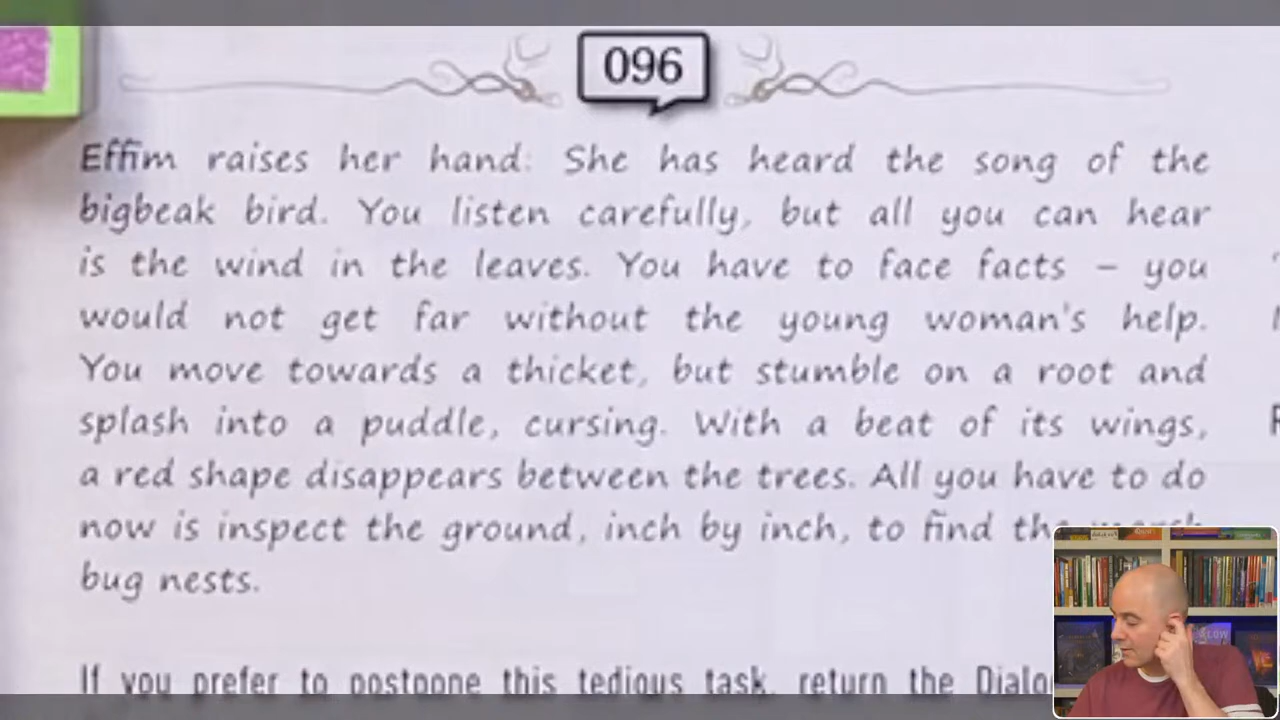 096
Effim raises her hand: She has heard the song of the
bigbeak bird. You listen carefully, but all you can hear
is the wind in the leaves. You have to face facts – you
would not get far without the young woman's help.
You move towards a thicket, but stumble on a root and
splash into a puddle, cursing. With a beat of its wings,
a red shape disappears between the trees. All you have to do
now is inspect the ground, inch by inch, to find the
bug nests.
If you prefer to postpone this tedious task, return the